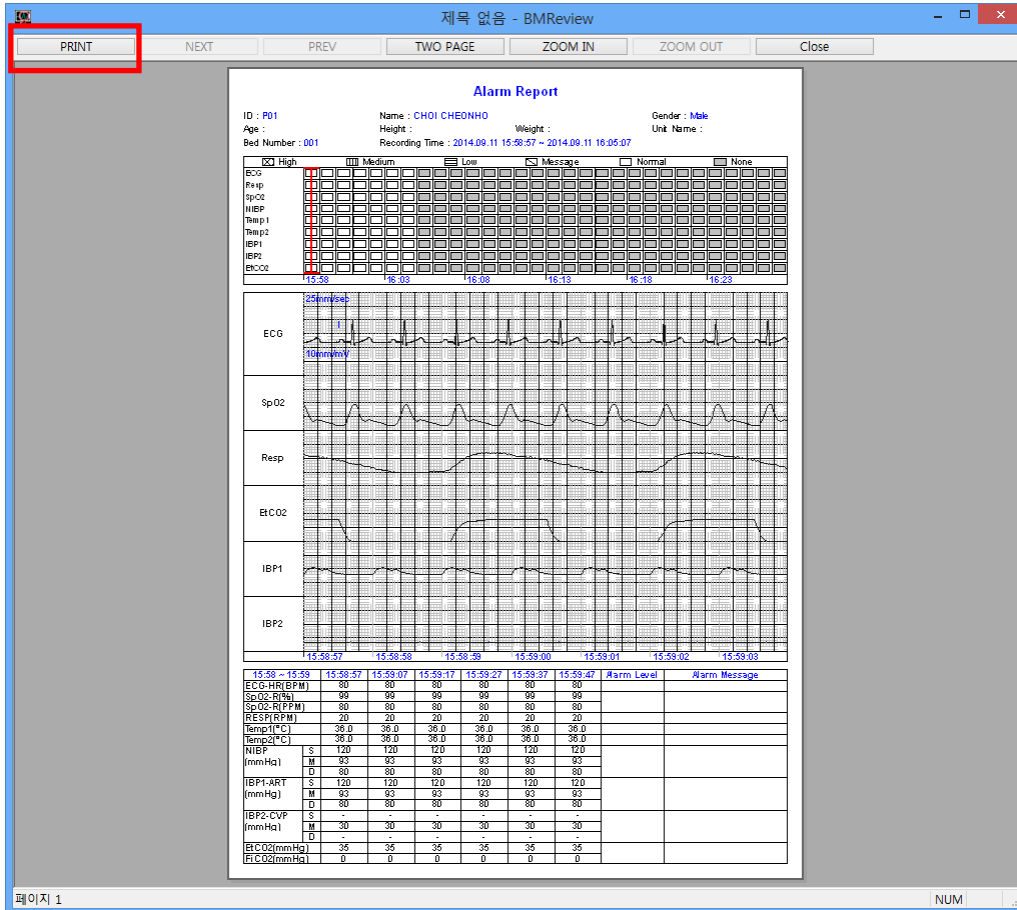 제목 없음 - BMReview
PRINT NEXT PREV TWO PAGE ZOOM IN ZOOM OUT Close
Alarm Report
ID : P01 Name : CHOI CHEONHO Gender : Male
Age : Height : Weight : Unit Name :
Bed Number : 001 Recording Time : 2014.09.11 15:58:57 ~ 2014.09.11 16:05:07
High Medium Low Message Normal None
ECG
Resp
SpO2
NIBP
Temp1
Temp2
IBP1
IBP2
EtCO2
15:58 16:03 16:08 16:13 16:18 16:23
25mm/sec
I
ECG
10mm/mV
SpO2
Resp
EtCO2
IBP1
IBP2
15:58:57 15:58:58 15:58:59 15:59:00 15:59:01 15:59:02 15:59:03
15:58 ~ 15:59 15:58:57 15:59:07 15:59:17 15:59:27 15:59:37 15:59:47 Alarm Level Alarm Message
ECG-HR(BPM) 80 80 80 80 80 80
SpO2-R(%) 99 99 99 99 99 99
SpO2-R(PPM) 80 80 80 80 80 80
RESP(RPM) 20 20 20 20 20 20
Temp1(°C) 36.0 36.0 36.0 36.0 36.0 36.0
Temp2(°C) 36.0 36.0 36.0 36.0 36.0 36.0
NIBP S 120 120 120 120 120 120
(mmHg) M 93 93 93 93 93 93
D 80 80 80 80 80 80
IBP1-ART S 120 120 120 120 120 120
(mmHg) M 93 93 93 93 93 93
D 80 80 80 80 80 80
IBP2-CVP S - - - - - -
(mmHg) M 30 30 30 30 30 30
D - - - - - -
EtCO2(mmHg) 35 35 35 35 35 35
FiCO2(mmHg) 0 0 0 0 0 0
페이지 1 NUM